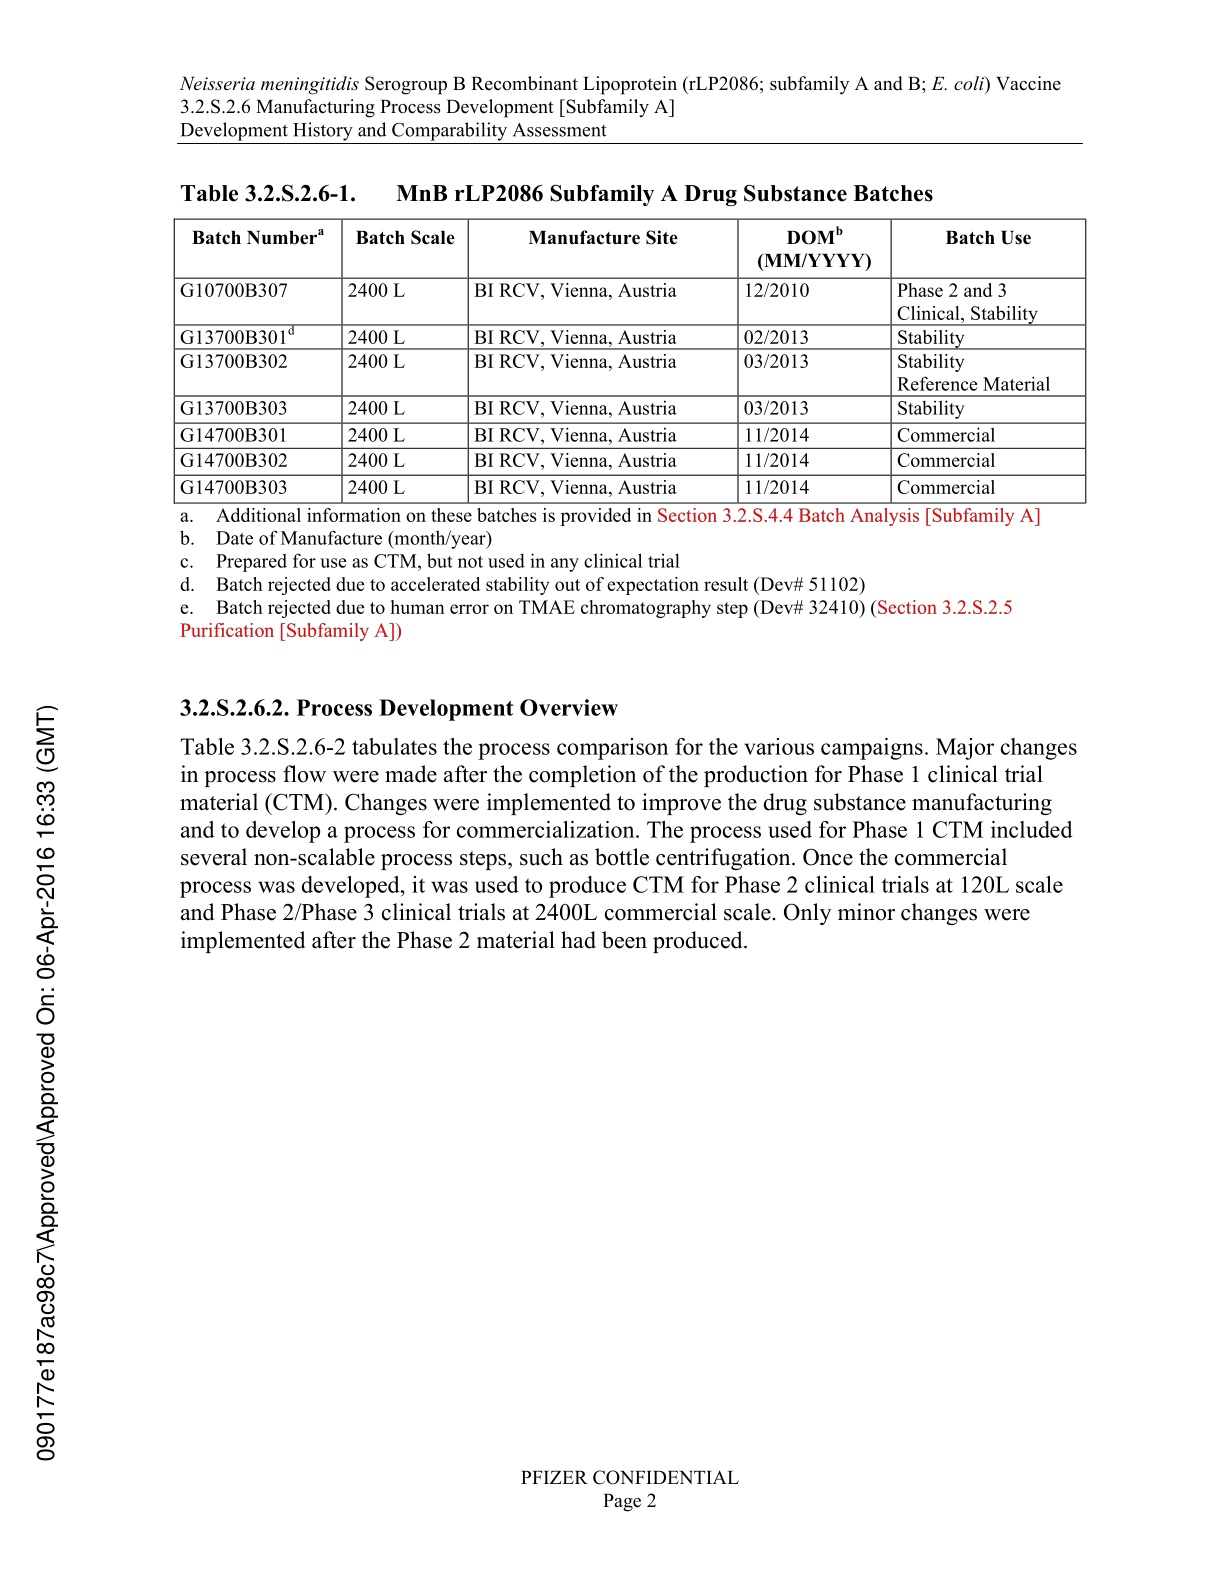 Neisseria meningitidis Serogroup B Recombinant Lipoprotein (rLP2086; subfamily A and B; E. coli) Vaccine
3.2.S.2.6 Manufacturing Process Development [Subfamily A]
Development History and Comparability Assessment
Table 3.2.S.2.6-1. MnB rLP2086 Subfamily A Drug Substance Batches
Batch Numbera Batch Scale Manufacture Site DOMb Batch Use
(MM/YYYY)
G10700B307 2400 L BI RCV, Vienna, Austria 12/2010 Phase 2 and 3
Clinical, Stability
G13700B301d 2400 L BI RCV, Vienna, Austria 02/2013 Stability
G13700B302 2400 L BI RCV, Vienna, Austria 03/2013 Stability
Reference Material
G13700B303 2400 L BI RCV, Vienna, Austria 03/2013 Stability
G14700B301 2400 L BI RCV, Vienna, Austria 11/2014 Commercial
G14700B302 2400 L BI RCV, Vienna, Austria 11/2014 Commercial
G14700B303 2400 L BI RCV, Vienna, Austria 11/2014 Commercial
a. Additional information on these batches is provided in Section 3.2.S.4.4 Batch Analysis [Subfamily A]
b. Date of Manufacture (month/year)
c. Prepared for use as CTM, but not used in any clinical trial
d. Batch rejected due to accelerated stability out of expectation result (Dev# 51102)
e. Batch rejected due to human error on TMAE chromatography step (Dev# 32410) (Section 3.2.S.2.5
Purification [Subfamily A])
3.2.S.2.6.2. Process Development Overview
Table 3.2.S.2.6-2 tabulates the process comparison for the various campaigns. Major changes
in process flow were made after the completion of the production for Phase 1 clinical trial
material (CTM). Changes were implemented to improve the drug substance manufacturing
and to develop a process for commercialization. The process used for Phase 1 CTM included
several non-scalable process steps, such as bottle centrifugation. Once the commercial
process was developed, it was used to produce CTM for Phase 2 clinical trials at 120L scale
and Phase 2/Phase 3 clinical trials at 2400L commercial scale. Only minor changes were
implemented after the Phase 2 material had been produced.
090177e187ac98c7\Approved\Approved On: 06-Apr-2016 16:33 (GMT)
PFIZER CONFIDENTIAL
Page 2